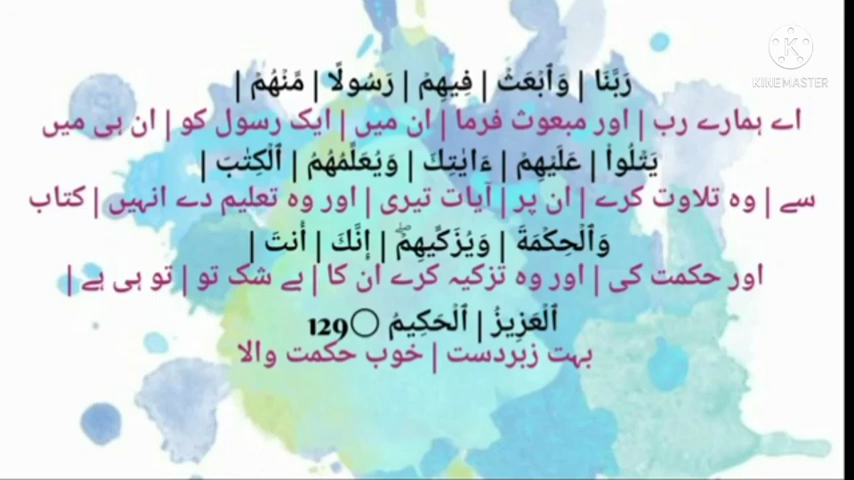 رَبَّنَا | وَٱبۡعَثۡ | فِيهِمۡ | رَسُولٗا | مِّنۡهُمۡ |
اے ہمارے رب | اور مبعوث فرما | ان میں | ایک رسول کو | ان ہی میں
يَتۡلُواْ | عَلَيۡهِمۡ | ءَايَٰتِكَ | وَيُعَلِّمُهُمُ | ٱلۡكِتَٰبَ |
سے | وہ تلاوت کرے | ان پر | آیات تیری | اور وہ تعلیم دے انہیں | کتاب
وَٱلۡحِكۡمَةَ | وَيُزَكِّيهِمۡۖ | إِنَّكَ | أَنتَ |
اور حکمت کی | اور وہ تزکیہ کرے ان کا | بے شک تو | تو ہی ہے |
ٱلۡعَزِيزُ | ٱلۡحَكِيمُ ○129
بہت زبردست | خوب حکمت والا
K
KINEMASTER